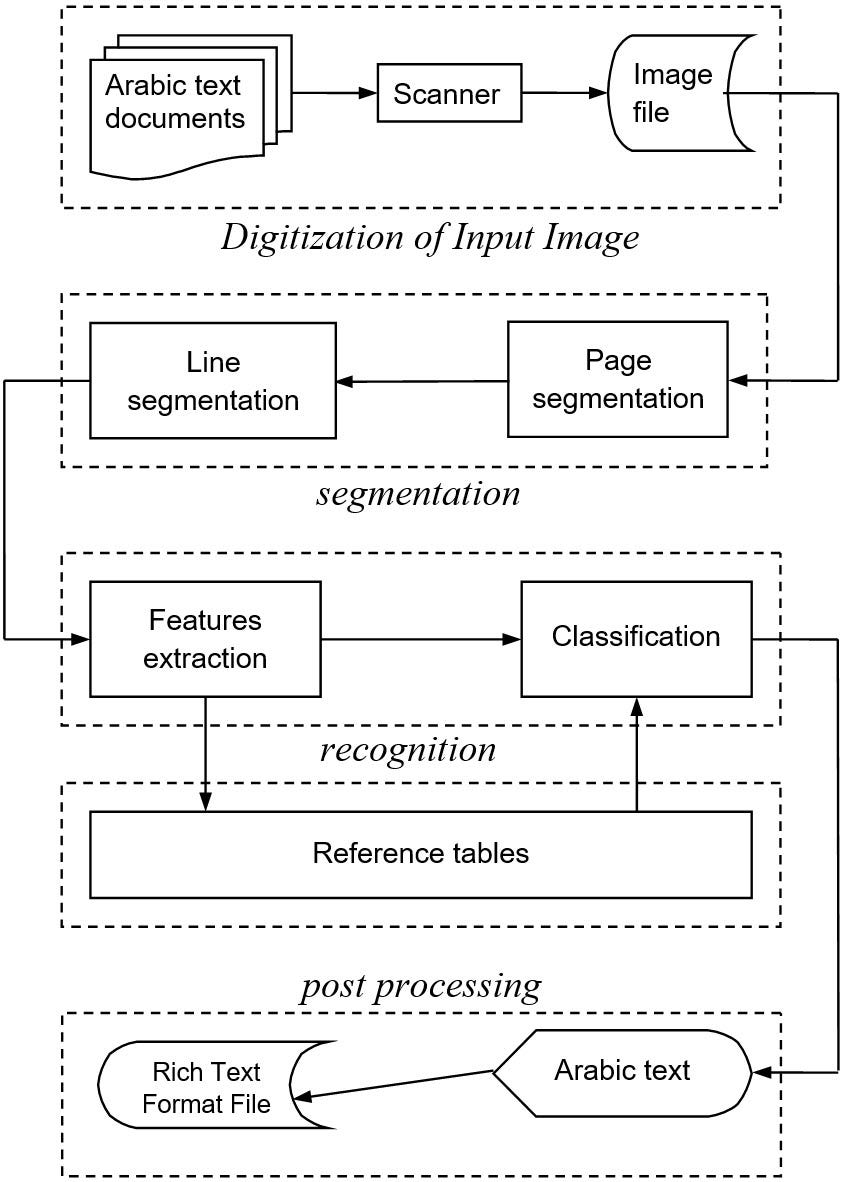 Arabic text
documents
Scanner
Image
file
Digitization of Input Image
Line
segmentation
Page
segmentation
segmentation
Features
extraction
Classification
recognition
Reference tables
post processing
Rich Text
Format File
Arabic text